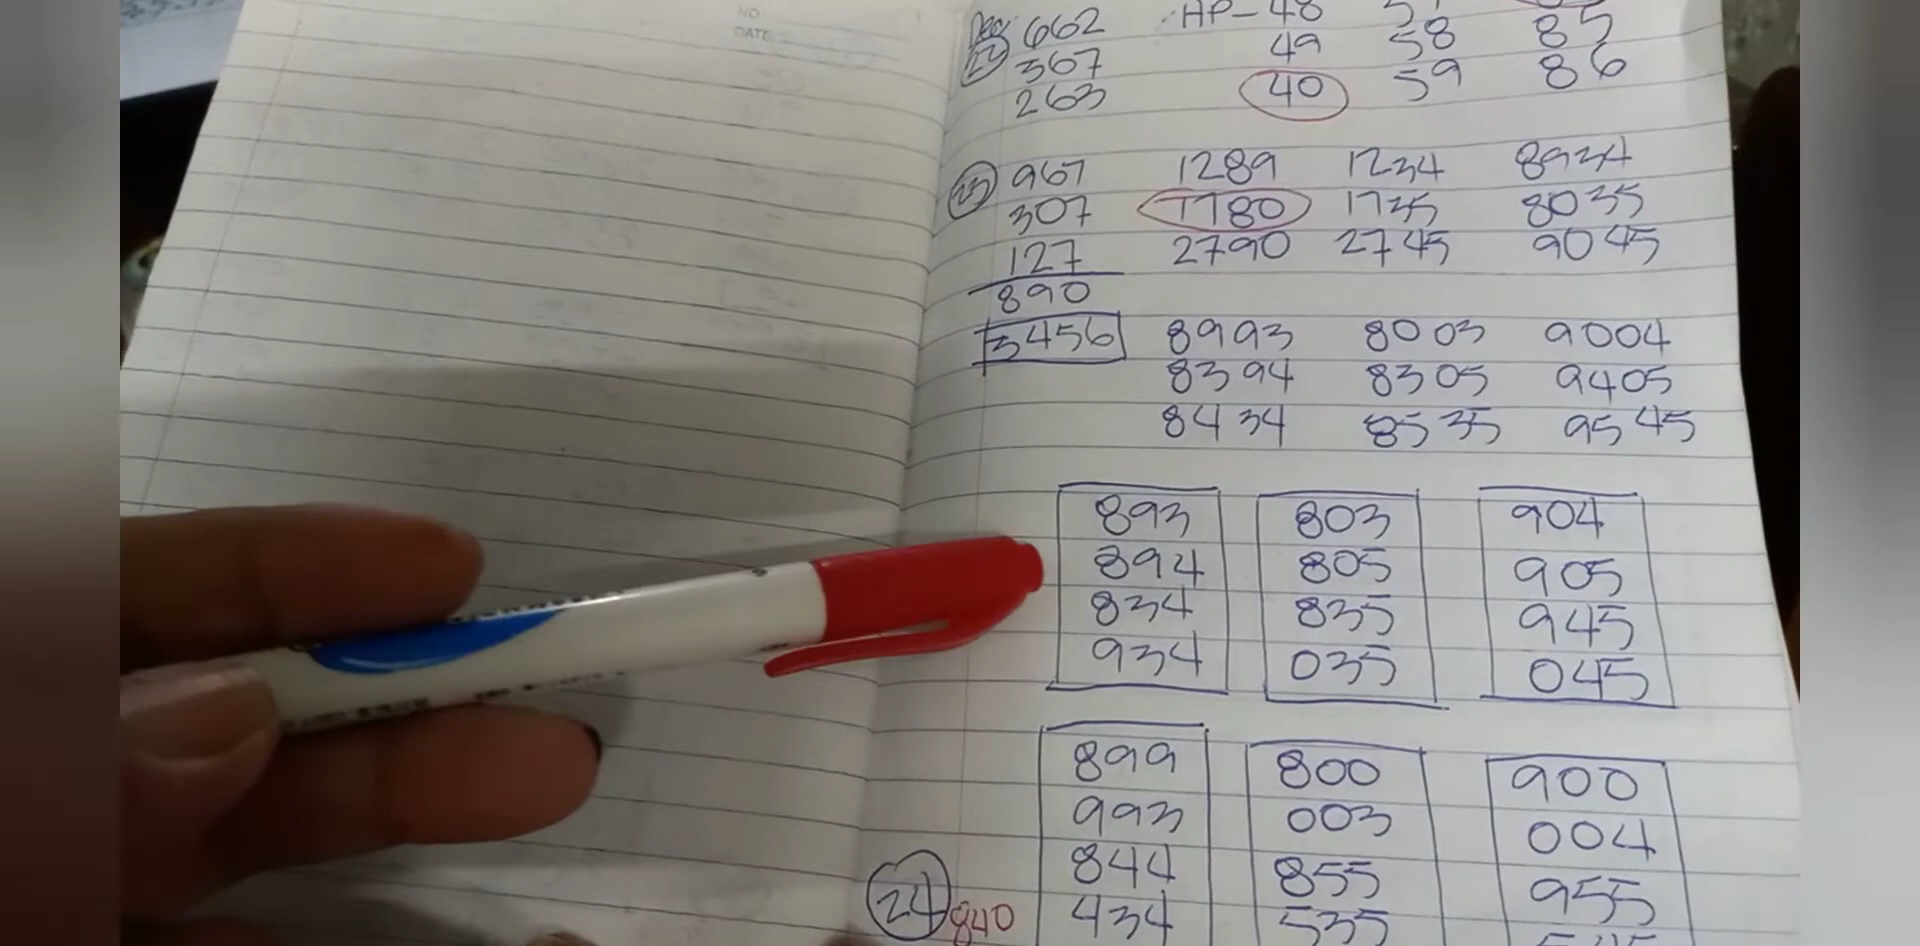 NO
DATE
Dec 662 HP-48 85
22 367 49 58 86
263 40 59
23 967 1289 1234 8934
307 1780 1735 8035
127 2790 2745 9045
890
3456 8993 8003 9004
8394 8305 9405
8434 8535 9545
893 803 904
894 805 905
834 835 945
934 035 045
899 800 900
993 003 004
844 855 955
24 840 434 535